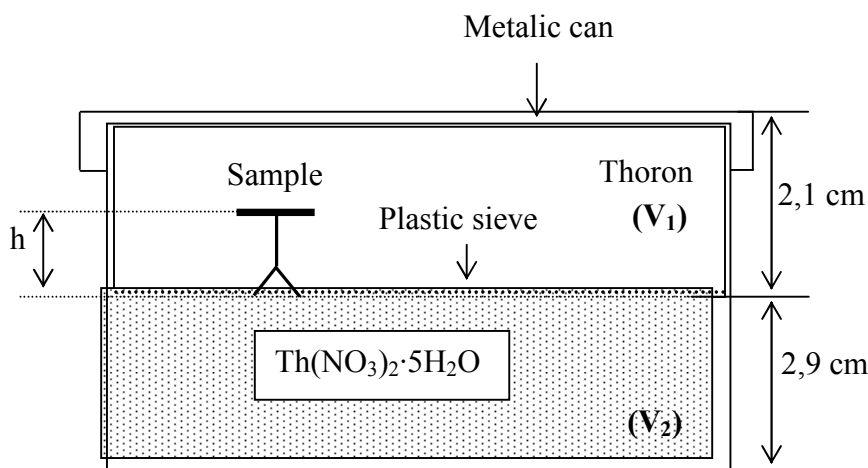 Metalic can
Sample
Thoron
(V₁)
2,1 cm
h
Plastic sieve
Th(NO₃)₂·5H₂O
2,9 cm
(V₂)